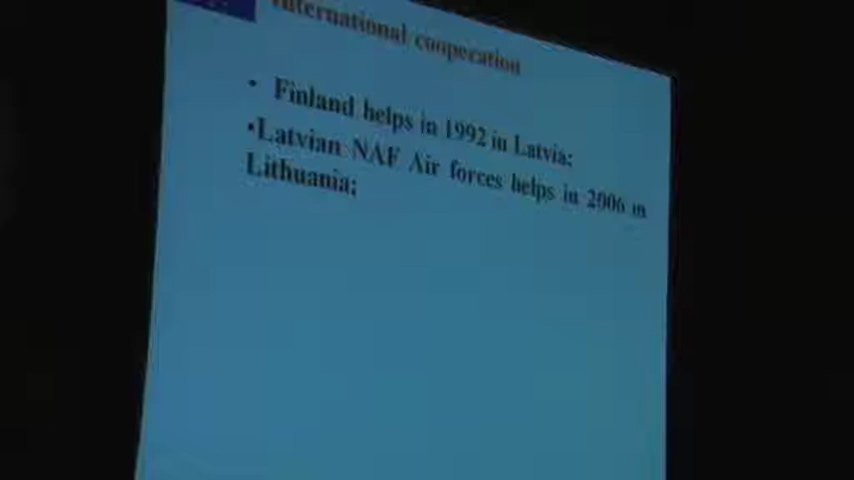 International cooperation
• Finland helps in 1992 in Latvia;
•Latvian NAF Air forces helps in 2006 in
Lithuania;